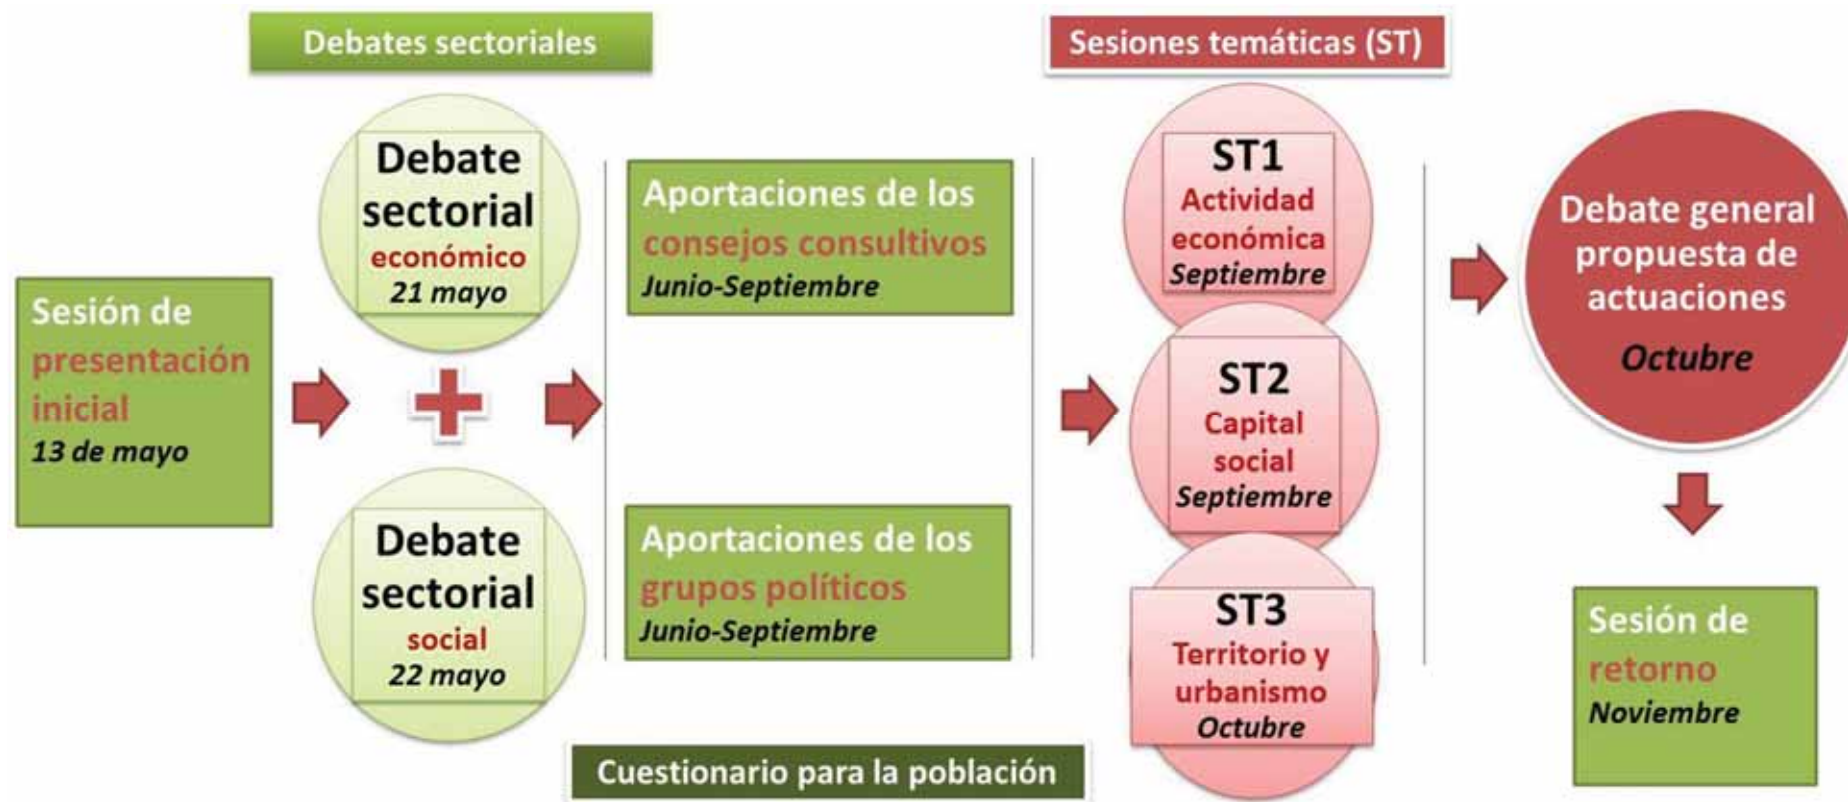 Debates sectoriales
Sesiones temáticas (ST)
Sesión de
presentación
inicial
13 de mayo
Debate
sectorial
económico
21 mayo
Debate
sectorial
social
22 mayo
Aportaciones de los
consejos consultivos
Junio-Septiembre
Aportaciones de los
grupos políticos
Junio-Septiembre
ST1
Actividad
económica
Septiembre
ST2
Capital
social
Septiembre
ST3
Territorio y
urbanismo
Octubre
Debate general
propuesta de
actuaciones
Octubre
Sesión de
retorno
Noviembre
Cuestionario para la población